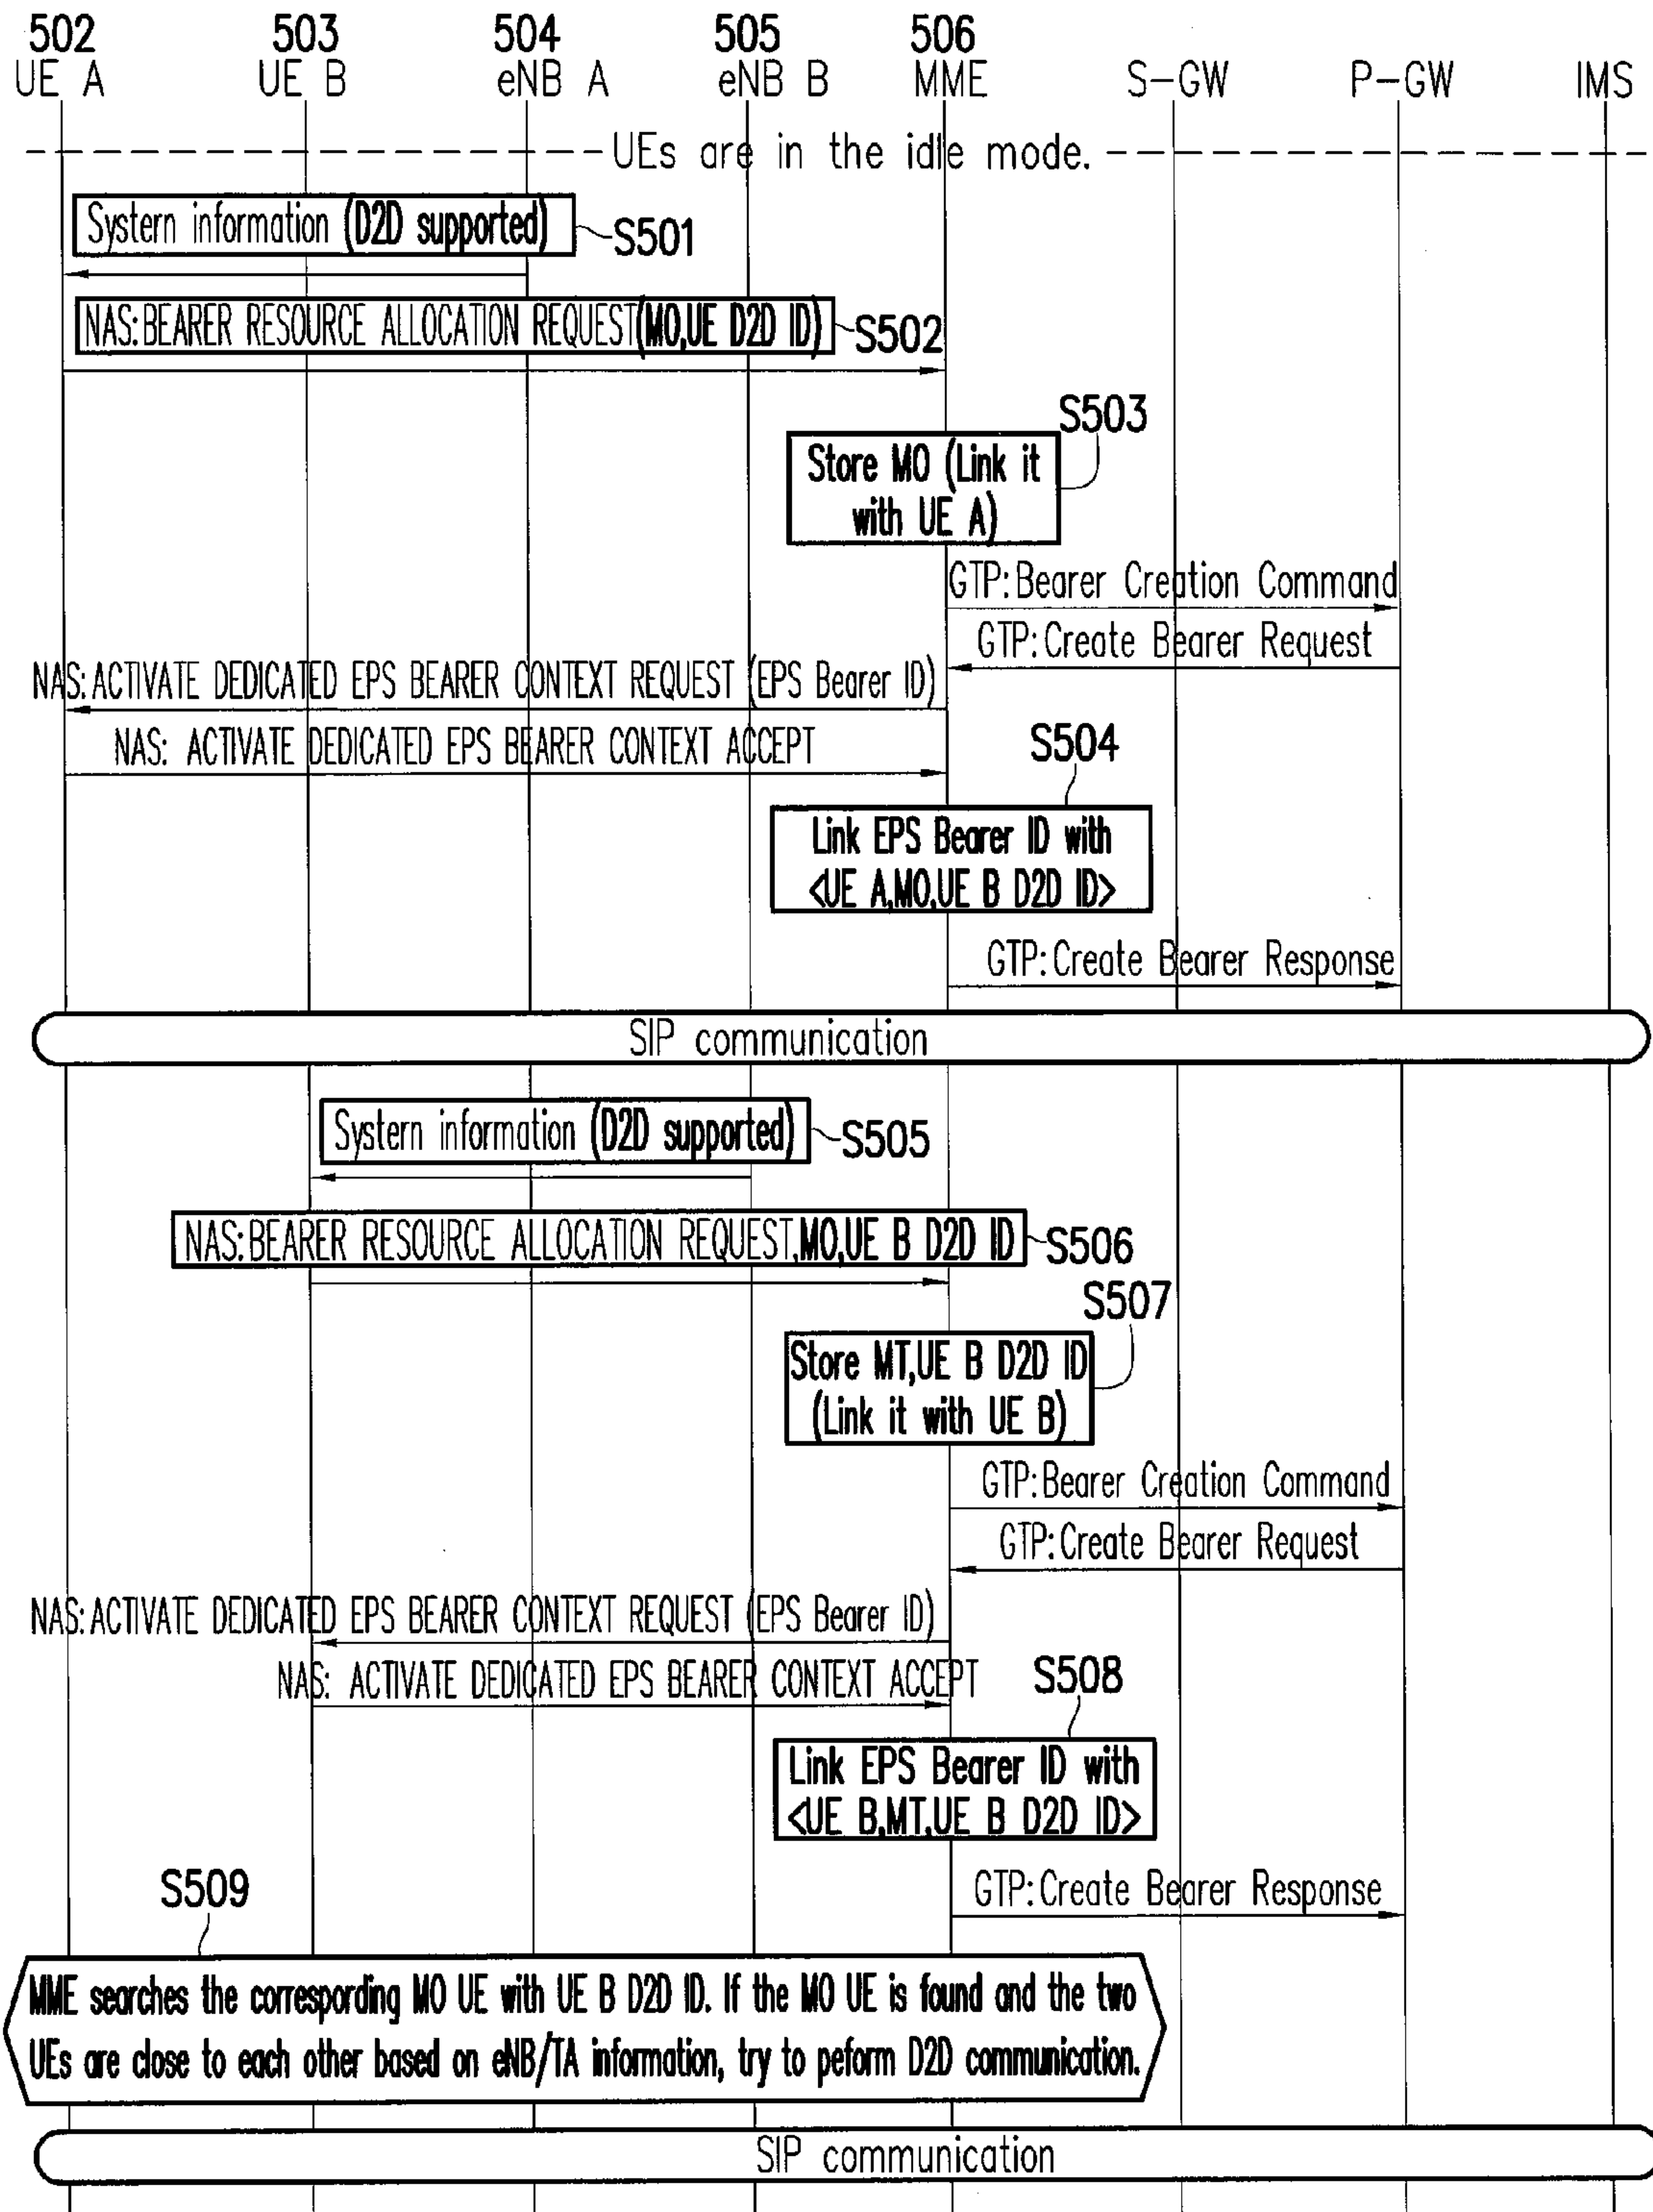 502 503 504 505 506
UE A UE B eNB A eNB B MME S-GW P-GW IMS
UEs are in the idle mode.
Systern information (D2D supported) S501
NAS:BEARER RESOURCE ALLOCATION REQUEST(MO,UE D2D ID) S502
S503
Store MO (Link it
with UE A)
GTP:Bearer Creation Command
GTP:Create Bearer Request
NAS:ACTIVATE DEDICATED EPS BEARER CONTEXT REQUEST (EPS Bearer ID)
NAS: ACTIVATE DEDICATED EPS BEARER CONTEXT ACCEPT
S504
Link EPS Bearer ID with
<UE A,MO,UE B D2D ID>
GTP:Create Bearer Response
SIP communication
Systern information (D2D supported) S505
NAS:BEARER RESOURCE ALLOCATION REQUEST,MO,UE B D2D ID S506
S507
Store MT,UE B D2D ID
(Link it with UE B)
GTP:Bearer Creation Command
GTP:Create Bearer Request
NAS:ACTIVATE DEDICATED EPS BEARER CONTEXT REQUEST (EPS Bearer ID)
NAS: ACTIVATE DEDICATED EPS BEARER CONTEXT ACCEPT
S508
Link EPS Bearer ID with
<UE B,MT,UE B D2D ID>
GTP:Create Bearer Response
S509
MME searches the correspording MO UE with UE B D2D ID. If the MO UE is found and the two
UEs are close to each other based on eNB/TA information, try to peform D2D communication.
SIP communication